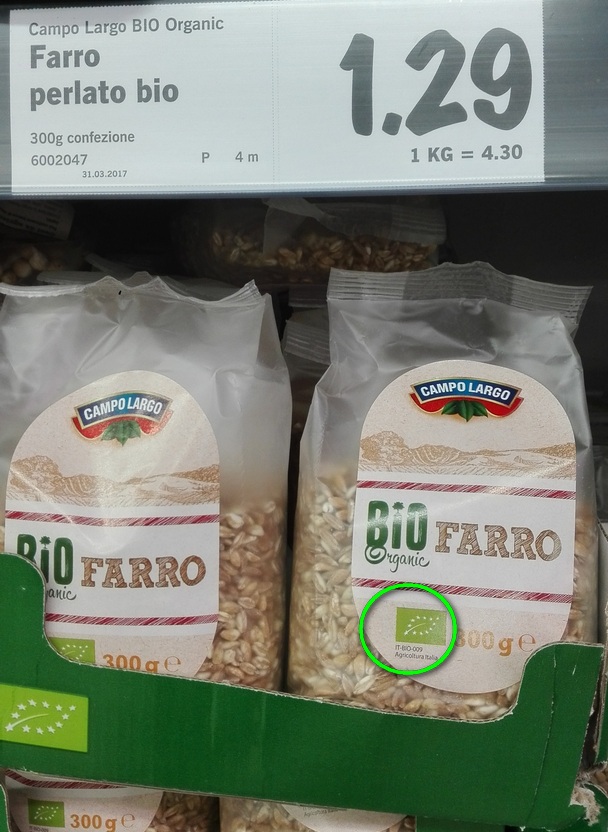 Campo Largo BIO Organic
Farro
perlato bio
300g confezione
6002047
P 4 m
31.03.2017
1.29
1 KG = 4.30
CAMPO LARGO
BiO
Organic
FARRO
300g e
CAMPO LARGO
BiO
Organic
FARRO
IT-BIO-009
Agricoltura Italia
300g e
300g e